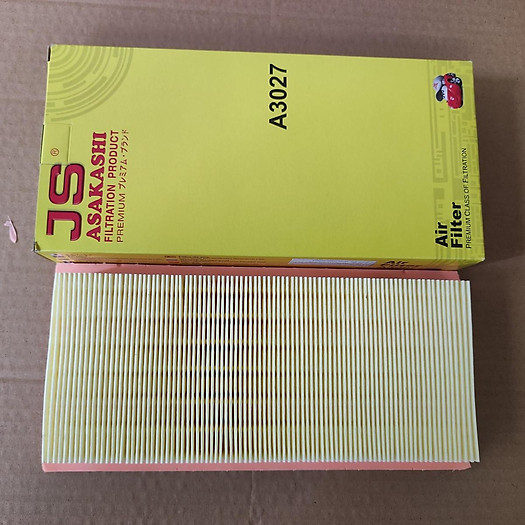 JS ®
ASAKASHI
FILTRATION PRODUCT
PREMIUM プレミアム・ブランド
A3027
Air
Filter
PREMIUM CLASS OF FILTRATION
Air